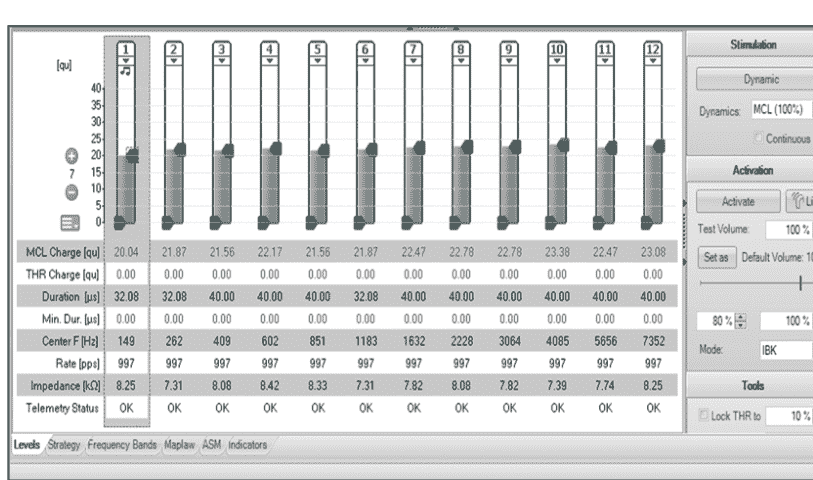 1 2 3 4 5 6 7 8 9 10 11 12
[qu]
40
35
30
25
20
15
10
5
0
7
MCL Charge [qu] 20.04 21.87 21.56 22.17 21.56 21.87 22.47 22.78 22.78 23.38 22.47 23.08
THR Charge [qu] 0.00 0.00 0.00 0.00 0.00 0.00 0.00 0.00 0.00 0.00 0.00 0.00
Duration [µs] 32.08 32.08 40.00 40.00 40.00 32.08 40.00 40.00 40.00 40.00 40.00 40.00
Min. Dur. [µs] 0.00 0.00 0.00 0.00 0.00 0.00 0.00 0.00 0.00 0.00 0.00 0.00
Center F [Hz] 149 262 409 602 851 1183 1632 2228 3064 4085 5656 7352
Rate [pps] 997 997 997 997 997 997 997 997 997 997 997 997
Impedance [kΩ] 8.25 7.31 8.08 8.42 8.33 7.31 7.82 8.08 7.82 7.39 7.74 8.25
Telemetry Status OK OK OK OK OK OK OK OK OK OK OK OK
Levels Strategy Frequency Bands Maplaw ASM Indicators
Stimulation
Dynamic
Dynamics: MCL (100%)
Continuous
Activation
Activate Li
Test Volume: 100 %
Set as Default Volume: 10
80 % 100 %
Mode: IBK
Tools
Lock THR to 10 %